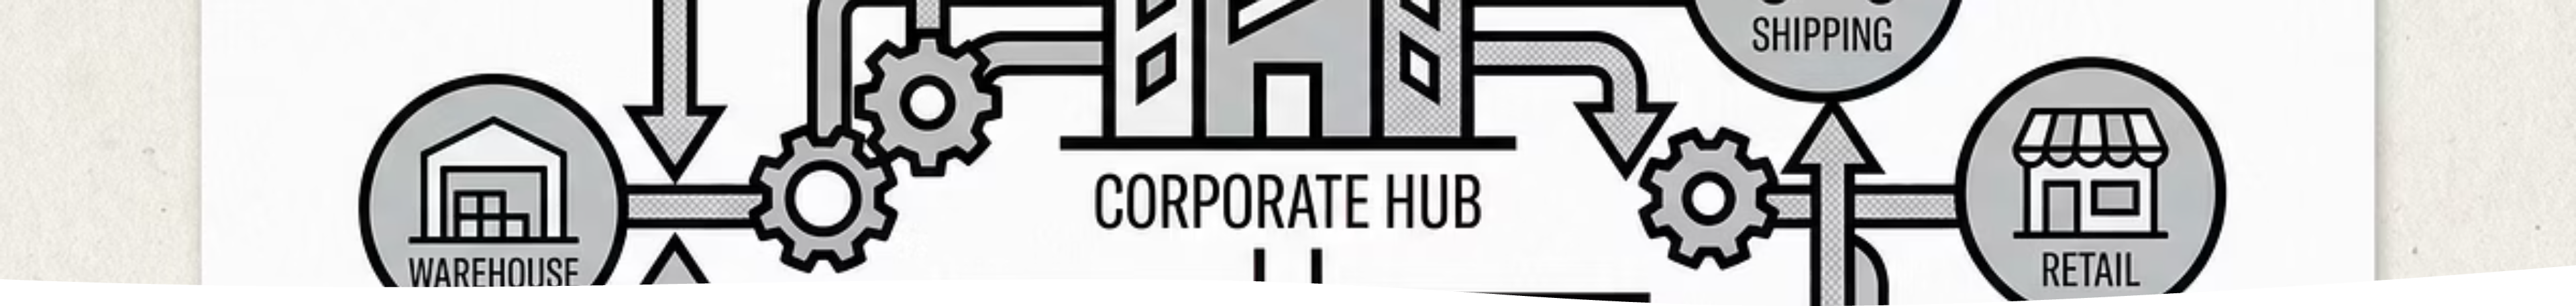 SHIPPING
CORPORATE HUB
WAREHOUSE
RETAIL